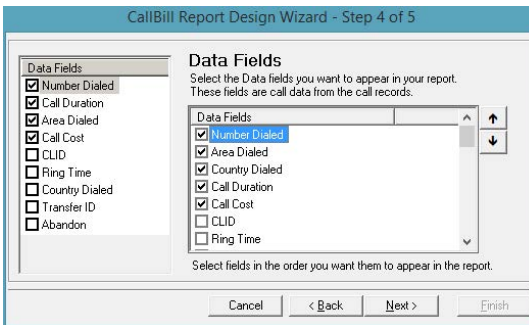 CallBill Report Design Wizard - Step 4 of 5
Data Fields
Number Dialed
Call Duration
Area Dialed
Call Cost
CLID
Ring Time
Country Dialed
Transfer ID
Abandon
Data Fields
Select the Data fields you want to appear in your report.
These fields are call data from the call records.
Data Fields
Number Dialed
Area Dialed
Country Dialed
Call Duration
Call Cost
CLID
Ring Time
Select fields in the order you want them to appear in the report.
Cancel
< Back
Next >
Finish